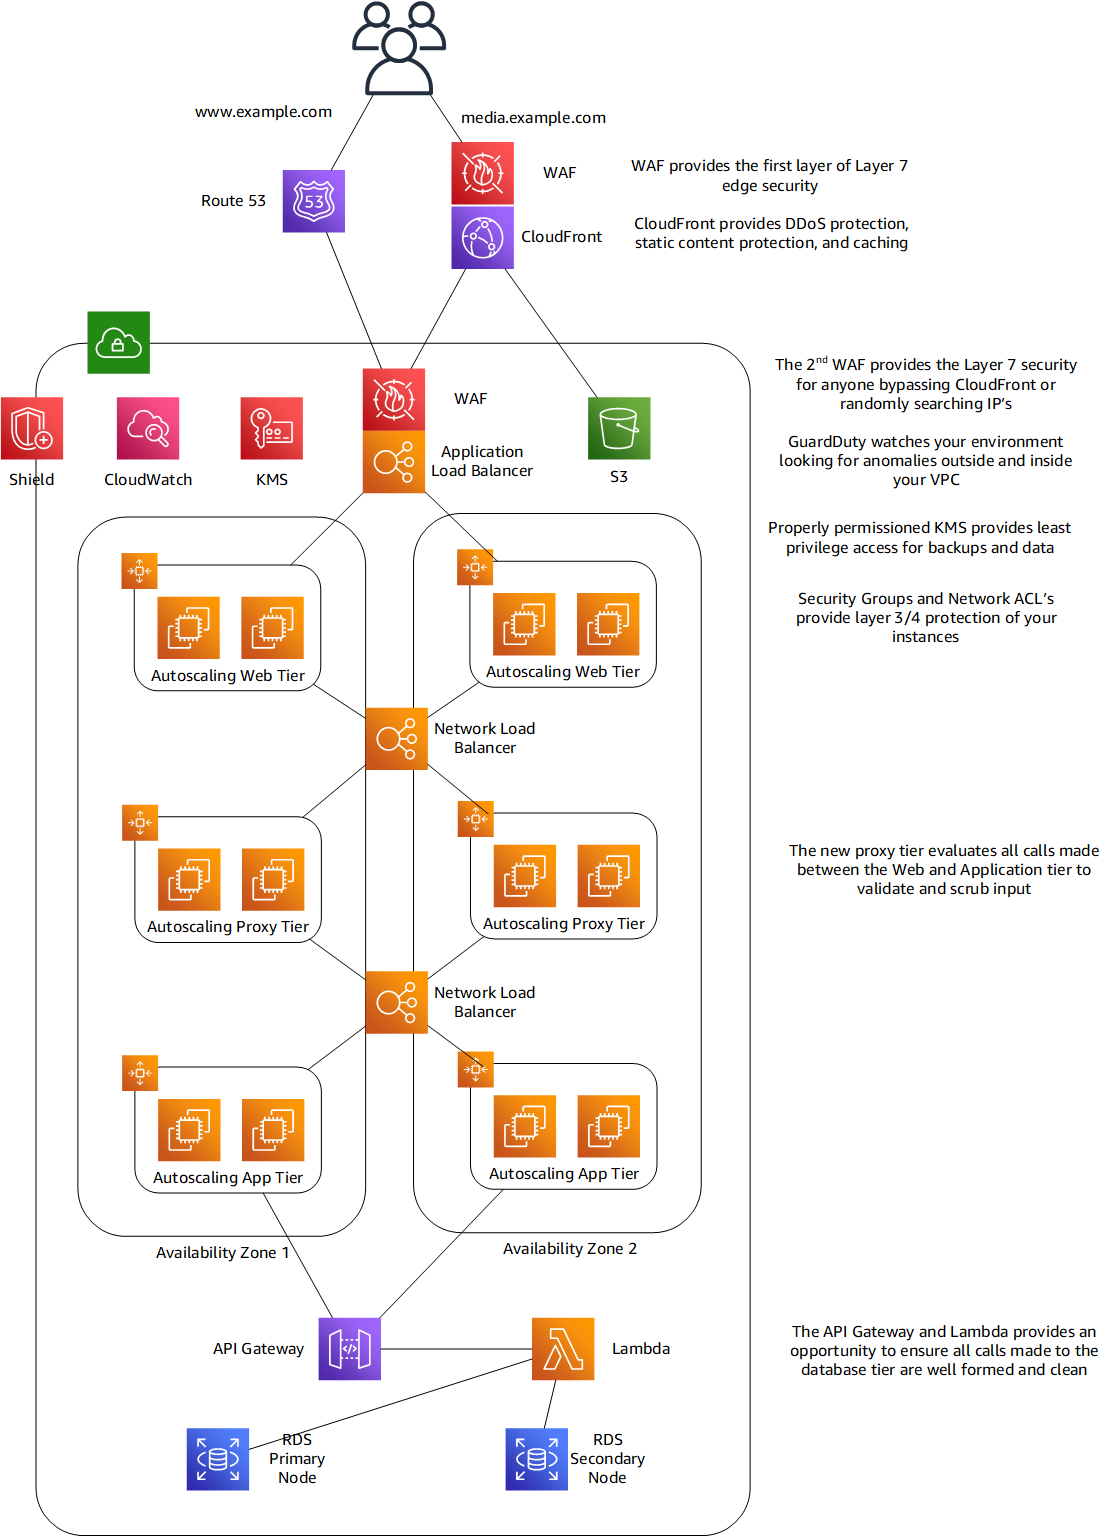 www.example.com
media.example.com
WAF
WAF provides the first layer of Layer 7
edge security
Route 53
53
CloudFront
CloudFront provides DDoS protection,
static content protection, and caching
The 2nd WAF provides the Layer 7 security
for anyone bypassing CloudFront or
randomly searching IP's
WAF
Application
Load Balancer
GuardDuty watches your environment
looking for anomalies outside and inside
your VPC
Shield
CloudWatch
KMS
S3
Properly permissioned KMS provides least
privilege access for backups and data
Security Groups and Network ACL's
provide layer 3/4 protection of your
instances
Autoscaling Web Tier
Autoscaling Web Tier
Network Load
Balancer
The new proxy tier evaluates all calls made
between the Web and Application tier to
validate and scrub input
Autoscaling Proxy Tier
Autoscaling Proxy Tier
Network Load
Balancer
Autoscaling App Tier
Autoscaling App Tier
Availability Zone 1
Availability Zone 2
API Gateway
</>
Lambda
The API Gateway and Lambda provides an
opportunity to ensure all calls made to the
database tier are well formed and clean
RDS
Primary
Node
RDS
Secondary
Node